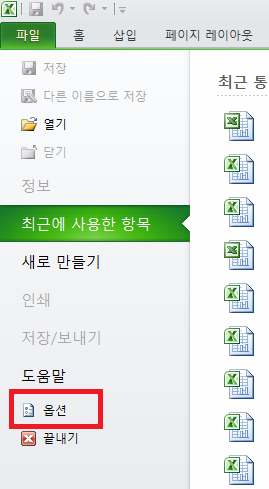 파일 홈 삽입 페이지 레이아웃
저장
다른 이름으로 저장
열기
닫기
정보
최근에 사용한 항목
새로 만들기
인쇄
저장/보내기
도움말
옵션
끝내기
최근 통